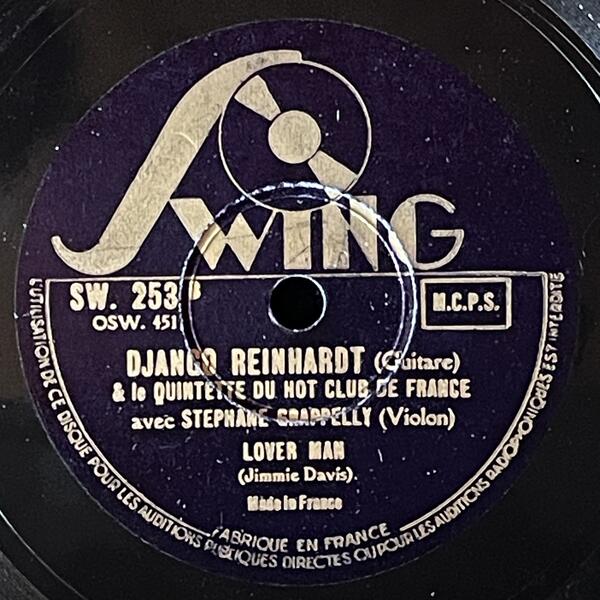 SWING
SW. 253 B
OSW. 451
M.C.P.S.
DJANGO REINHARDT (Guitare)
& le QUINTETTE DU HOT CLUB DE FRANCE
avec STEPHANE GRAPPELLY (Violon)
LOVER MAN
(Jimmie Davis).
Made in France
FABRIQUÉ EN FRANCE
L'UTILISATION DE CE DISQUE POUR LES AUDITIONS PUBLIQUES DIRECTES OU POUR LES AUDITIONS RADIOPHONIQUES EST INTERDITE